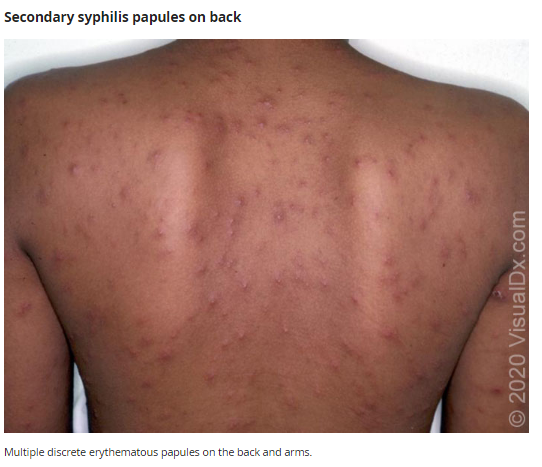 Secondary syphilis papules on back
© 2020 VisualDx.com
Multiple discrete erythematous papules on the back and arms.